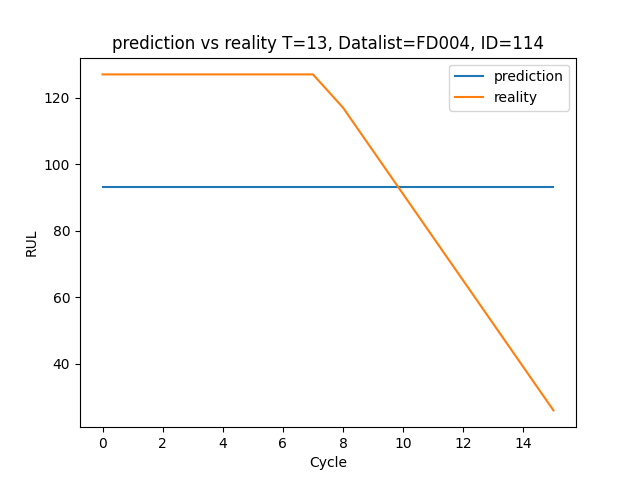 prediction vs reality T=13, Datalist=FD004, ID=114
prediction
reality
120
100
80
60
40
RUL
0 2 4 6 8 10 12 14
Cycle